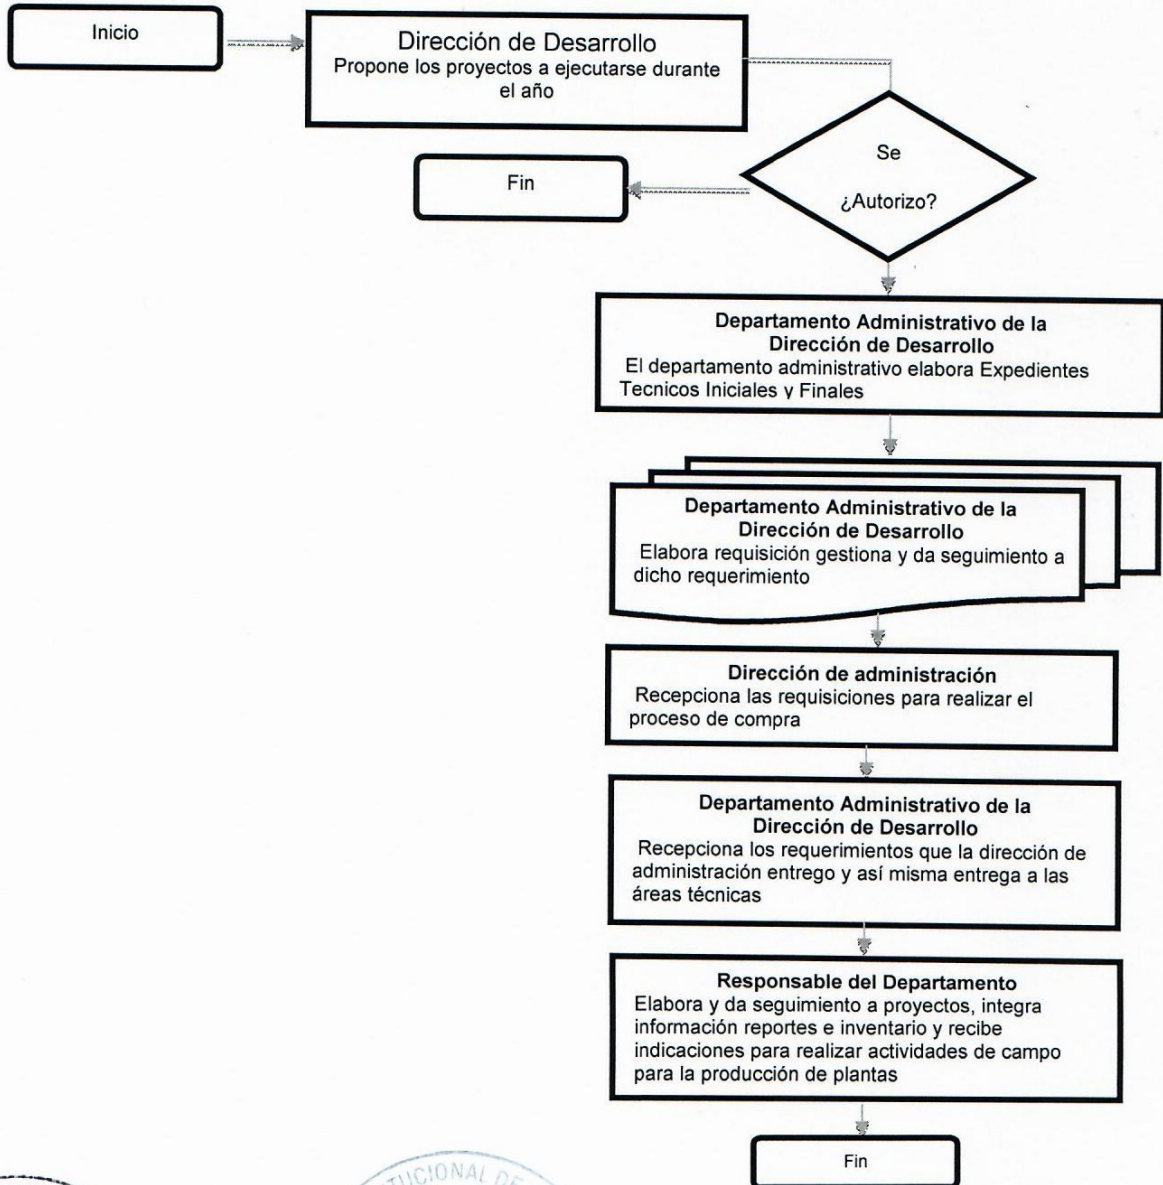 Inicio
Dirección de Desarrollo
Propone los proyectos a ejecutarse durante
el año
Se
¿Autorizo?
Fin
Departamento Administrativo de la
Dirección de Desarrollo
El departamento administrativo elabora Expedientes
Tecnicos Iniciales y Finales
Departamento Administrativo de la
Dirección de Desarrollo
Elabora requisición gestiona y da seguimiento a
dicho requerimiento
Dirección de administración
Recepciona las requisiciones para realizar el
proceso de compra
Departamento Administrativo de la
Dirección de Desarrollo
Recepciona los requerimientos que la dirección de
administración entrego y así misma entrega a las
áreas técnicas
Responsable del Departamento
Elabora y da seguimiento a proyectos, integra
información reportes e inventario y recibe
indicaciones para realizar actividades de campo
para la producción de plantas
Fin